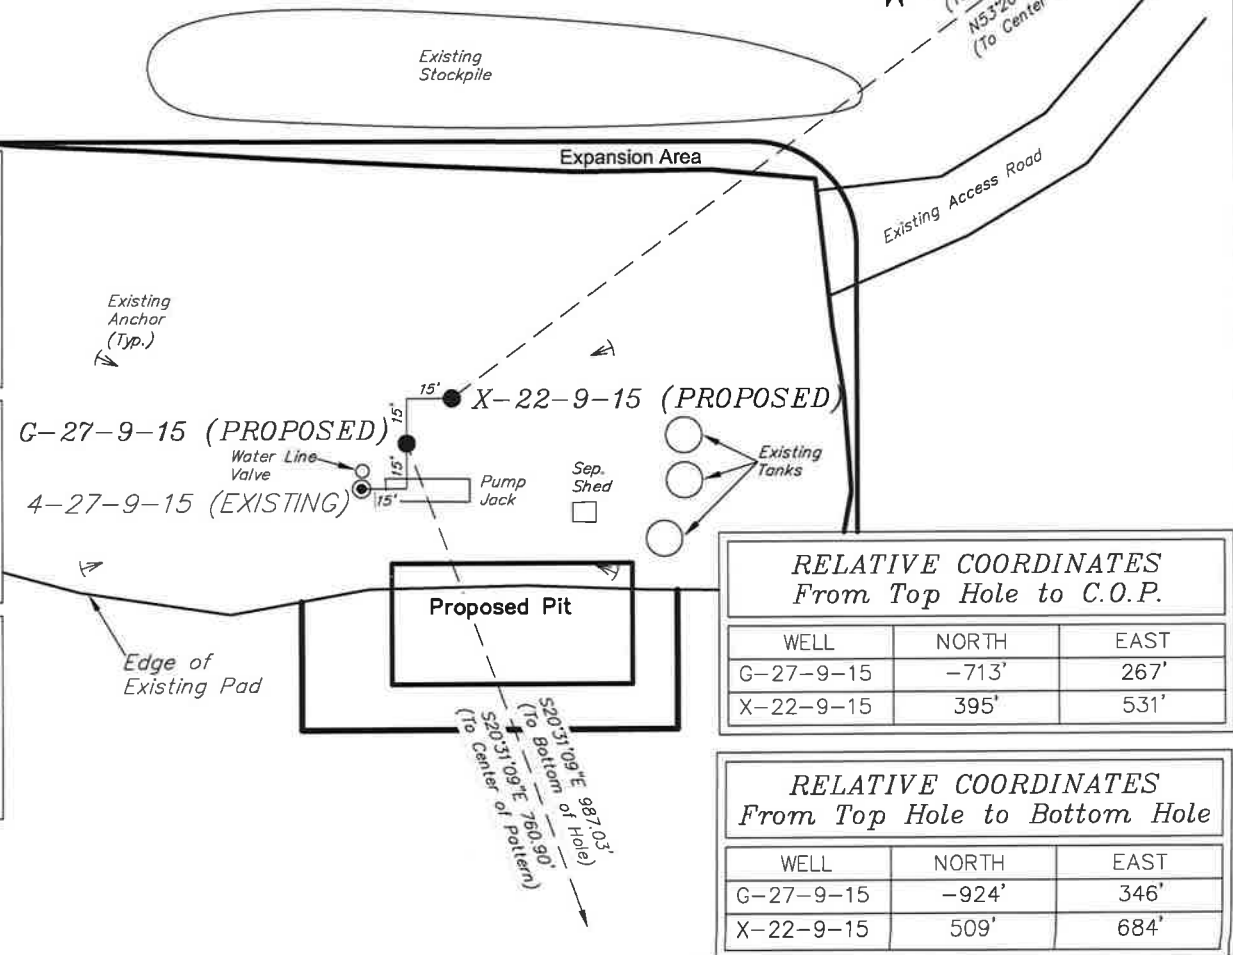 N53°20
(To Center
Existing
Stockpile
Expansion Area
Existing Access Road
Existing
Anchor
(Typ.)
15'
X-22-9-15 (PROPOSED)
15'
G-27-9-15 (PROPOSED)
Water Line
Valve
15'
4-27-9-15 (EXISTING)
15'
Pump
Jack
Sep.
Shed
Existing
Tanks
Proposed Pit
Edge of
Existing Pad
S20°31'09"E 987.03'
(To Bottom of Hole)
S20°31'09"E 760.90'
(To Center of Pattern)
RELATIVE COORDINATES
From Top Hole to C.O.P.
WELL NORTH EAST
G-27-9-15 -713' 267'
X-22-9-15 395' 531'
RELATIVE COORDINATES
From Top Hole to Bottom Hole
WELL NORTH EAST
G-27-9-15 -924' 346'
X-22-9-15 509' 684'